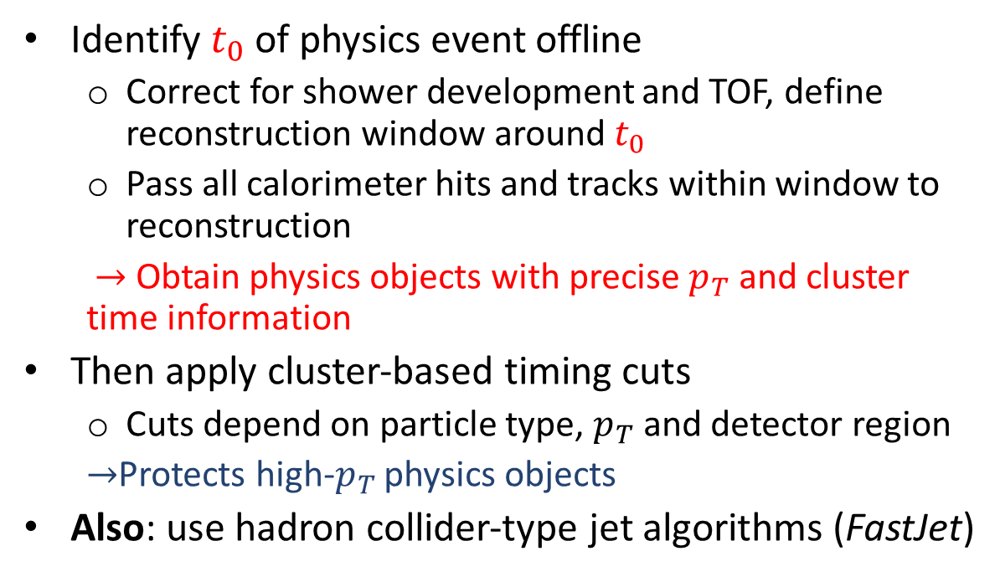 • Identify t₀ of physics event offline
o Correct for shower development and TOF, define
reconstruction window around t₀
o Pass all calorimeter hits and tracks within window to
reconstruction
→ Obtain physics objects with precise p_T and cluster
time information
• Then apply cluster-based timing cuts
o Cuts depend on particle type, p_T and detector region
→Protects high-p_T physics objects
• Also: use hadron collider-type jet algorithms (FastJet)